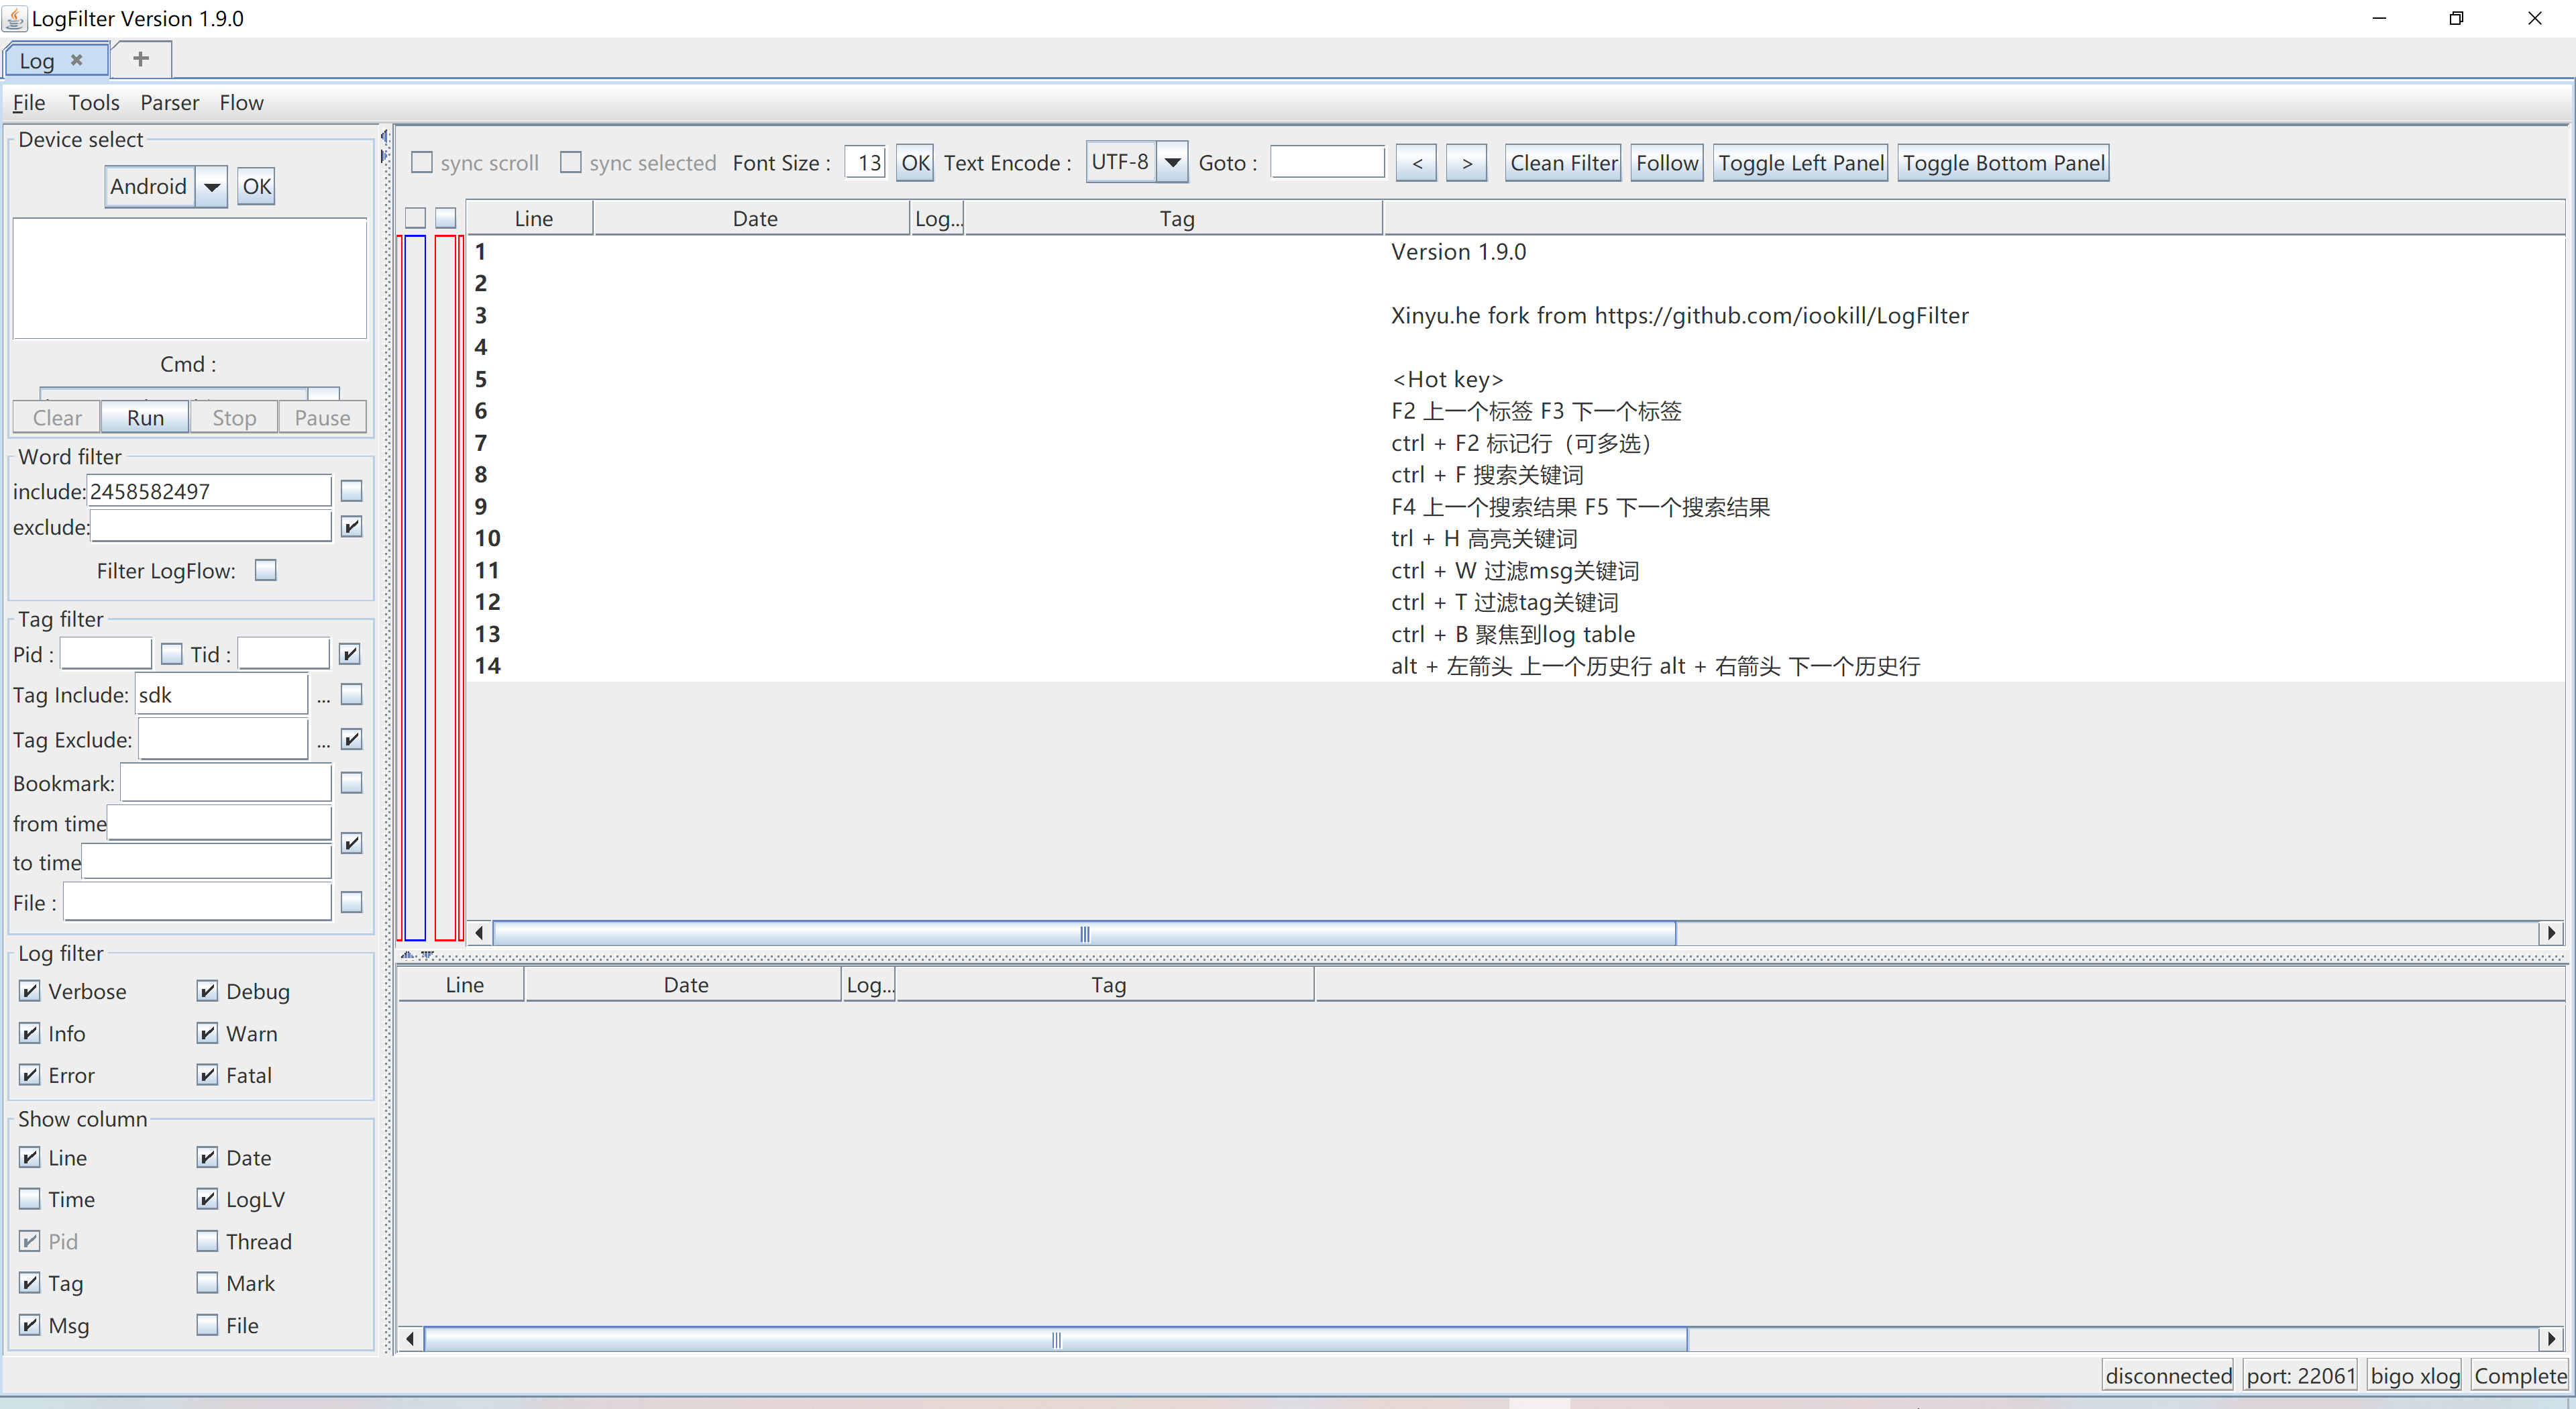 LogFilter Version 1.9.0
Log
+
File Tools Parser Flow
Device select
Android OK
Cmd :
Clear Run Stop Pause
Word filter
include: 2458582497
exclude:
Filter LogFlow:
Tag filter
Pid : Tid :
Tag Include: sdk ...
Tag Exclude: ...
Bookmark:
from time
to time
File :
Log filter
Verbose Debug
Info Warn
Error Fatal
Show column
Line Date
Time LogLV
Pid Thread
Tag Mark
Msg File
sync scroll sync selected Font Size : 13 OK Text Encode : UTF-8 Goto : < > Clean Filter Follow Toggle Left Panel Toggle Bottom Panel
Line Date Log... Tag
1 Version 1.9.0
2
3 Xinyu.he fork from https://github.com/iookill/LogFilter
4
5 <Hot key>
6 F2 上一个标签 F3 下一个标签
7 ctrl + F2 标记行（可多选）
8 ctrl + F 搜索关键词
9 F4 上一个搜索结果 F5 下一个搜索结果
10 trl + H 高亮关键词
11 ctrl + W 过滤msg关键词
12 ctrl + T 过滤tag关键词
13 ctrl + B 聚焦到log table
14 alt + 左箭头 上一个历史行 alt + 右箭头 下一个历史行
Line Date Log... Tag
disconnected port: 22061 bigo xlog Complete